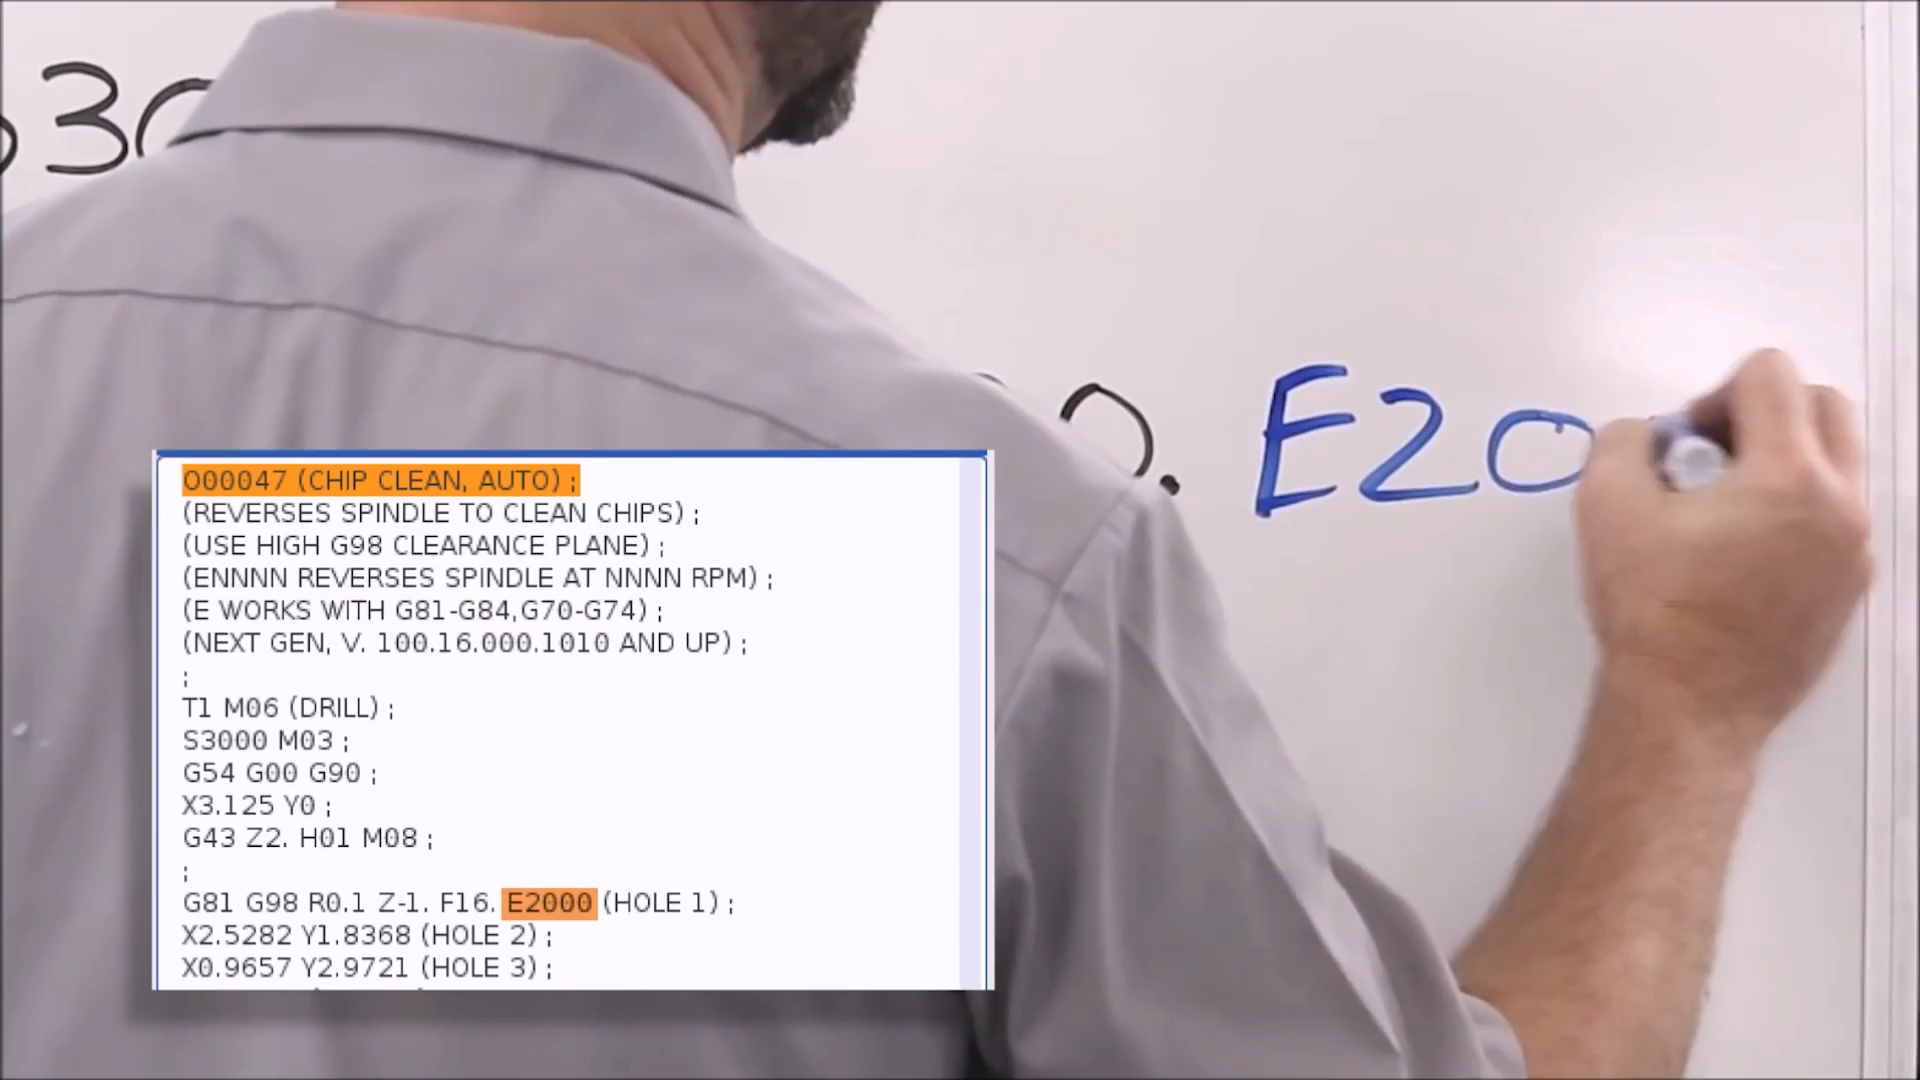 30
0. E20
O00047 (CHIP CLEAN, AUTO) ;
(REVERSES SPINDLE TO CLEAN CHIPS) ;
(USE HIGH G98 CLEARANCE PLANE) ;
(ENNNN REVERSES SPINDLE AT NNNN RPM) ;
(E WORKS WITH G81-G84,G70-G74) ;
(NEXT GEN, V. 100.16.000.1010 AND UP) ;
;
T1 M06 (DRILL) ;
S3000 M03 ;
G54 G00 G90 ;
X3.125 Y0 ;
G43 Z2. H01 M08 ;
;
G81 G98 R0.1 Z-1. F16. E2000 (HOLE 1) ;
X2.5282 Y1.8368 (HOLE 2) ;
X0.9657 Y2.9721 (HOLE 3) ;